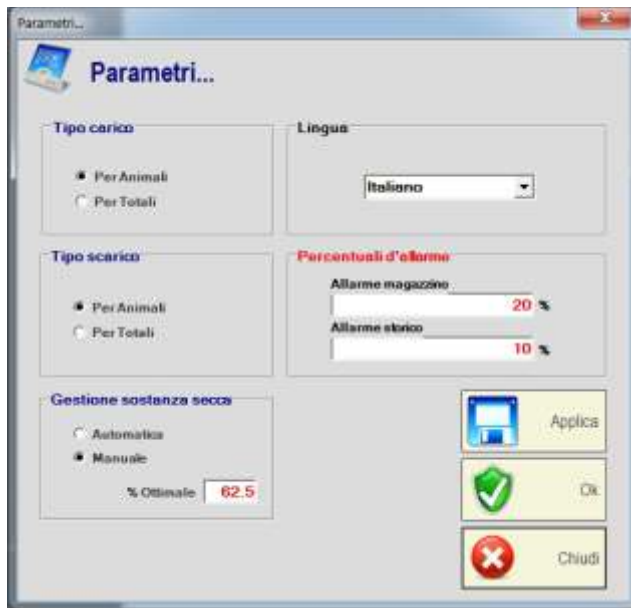 Parametri...
Parametri...
Tipo carico
Per Animali
Per Totali
Lingua
Italiano
Tipo scarico
Per Animali
Per Totali
Percentuali d'allarme
Allarme magazzino
20 %
Allarme storico
10 %
Gestione sostanza secca
Automatica
Manuale
% Ottimale 62.5
Applica
Ok
Chiudi